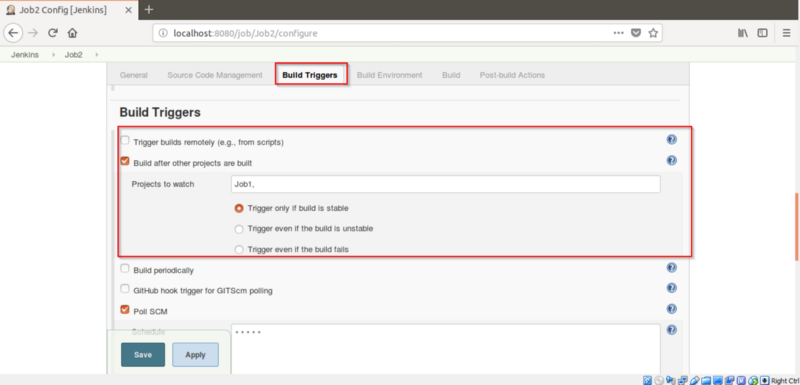 Job2 Config [Jenkins]
localhost:8080/job/Job2/configure
Jenkins Job2
General Source Code Management Build Triggers Build Environment Build Post-build Actions
Build Triggers
Trigger builds remotely (e.g., from scripts)
Build after other projects are built
Projects to watch Job1,
Trigger only if build is stable
Trigger even if the build is unstable
Trigger even if the build fails
Build periodically
GitHub hook trigger for GITScm polling
Poll SCM
Schedule * * * * *
Save Apply
Right Ctrl